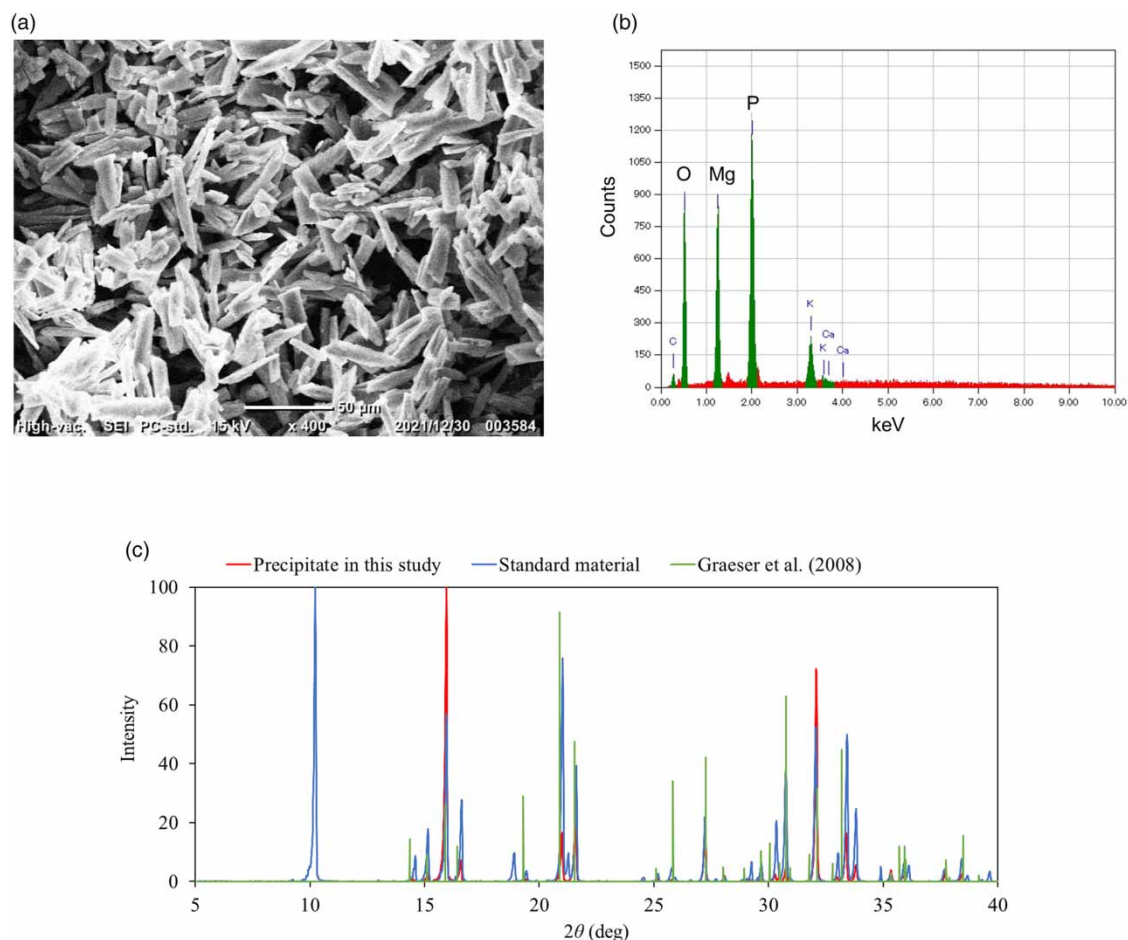 (a)
High-vac. SEI PC-std. 15 kV x 400 2021/12/30 003584
50 µm
(b)
1500
1350
1200
1050
900
750
600
450
300
150
0
Counts
C
O
Mg
P
K
K
Ca
Ca
0.00 1.00 2.00 3.00 4.00 5.00 6.00 7.00 8.00 9.00 10.00
keV
(c)
Precipitate in this study Standard material Graeser et al. (2008)
100
80
60
40
20
0
Intensity
5 10 15 20 25 30 35 40
2θ (deg)